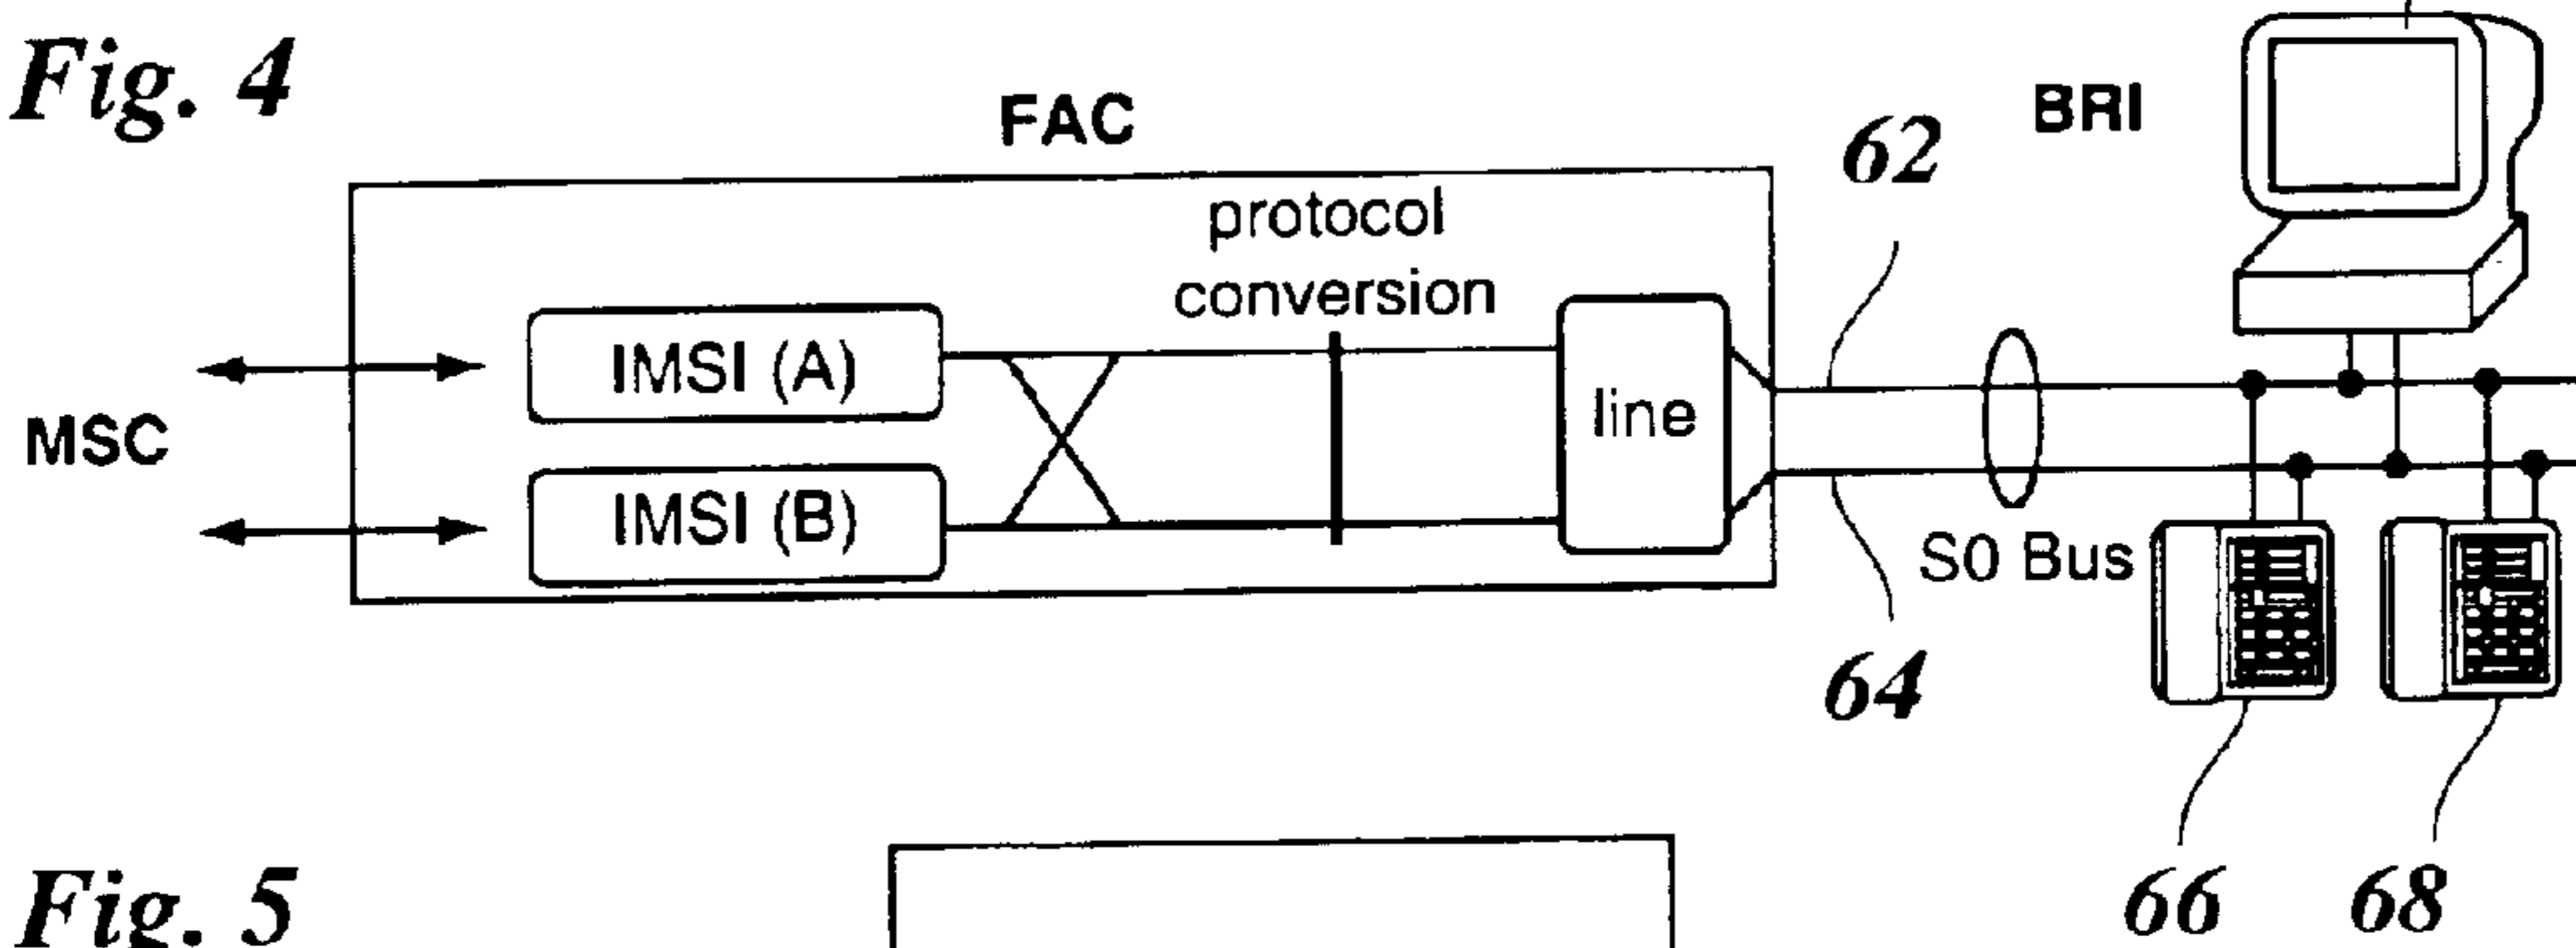 Fig. 4
FAC
BRI
62
protocol
conversion
IMSI (A)
line
MSC
IMSI (B)
S0 Bus
64
66
68
Fig. 5